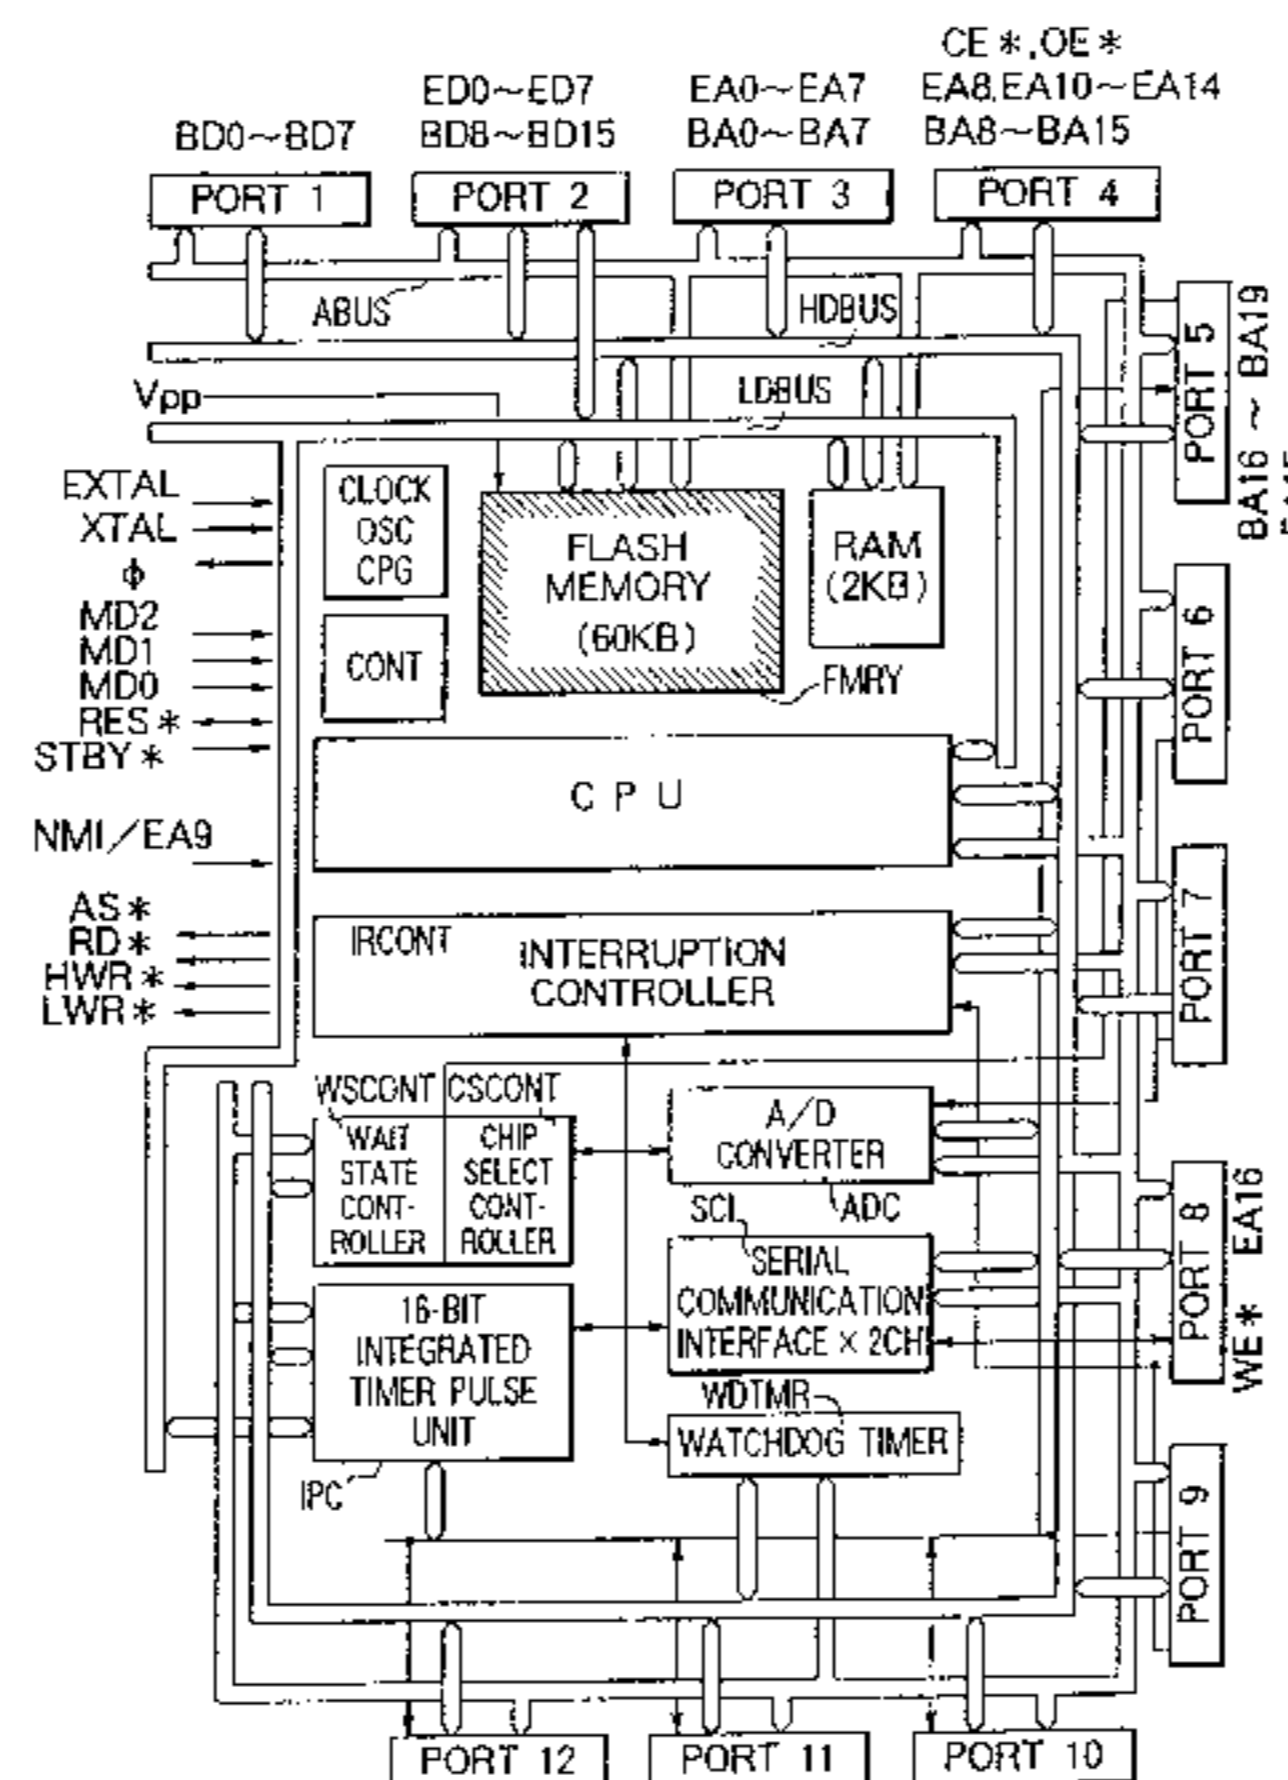 CE*,OE*
ED0~ED7
EA0~EA7
EA8,EA10~EA14
BD0~BD7
BD8~BD15
BA0~BA7
BA8~BA15
PORT 1
PORT 2
PORT 3
PORT 4
ABUS
HDBUS
PORT 5
BA16 ~ BA19
Vpp
LDBUS
EXTAL
XTAL
ϕ
MD2
MD1
MD0
RES*
STBY*
CLOCK
OSC
CPG
CONT
FLASH
MEMORY
(60KB)
RAM
(2KB)
FMRY
PORT 6
CPU
NMI/EA9
AS*
RD*
HWR*
LWR*
IRCONT
INTERRUPTION
CONTROLLER
PORT 7
WSCONT
CSCONT
WAIT
STATE
CONT-
ROLLER
CHIP
SELECT
CONT-
ROLLER
A/D
CONVERTER
ADC
SCI
SERIAL
COMMUNICATION
INTERFACE × 2CH
PORT 8
WE* EA16
16-BIT
INTEGRATED
TIMER PULSE
UNIT
IPC
WDTMR
WATCHDOG TIMER
PORT 9
PORT 12
PORT 11
PORT 10